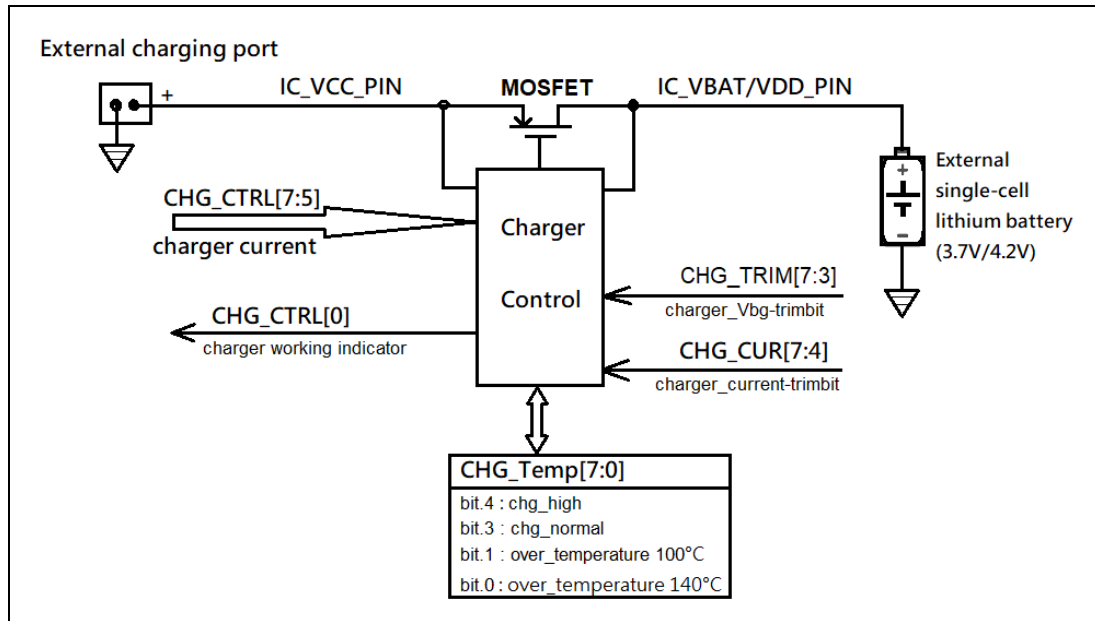 External charging port
+
IC_VCC_PIN
MOSFET
IC_VBAT/VDD_PIN
+
−
External
single-cell
lithium battery
(3.7V/4.2V)
CHG_CTRL[7:5]
charger current
Charger
Control
CHG_TRIM[7:3]
charger_Vbg-trimbit
CHG_CTRL[0]
charger working indicator
CHG_CUR[7:4]
charger_current-trimbit
CHG_Temp[7:0]
bit.4 : chg_high
bit.3 : chg_normal
bit.1 : over_temperature 100°C
bit.0 : over_temperature 140°C